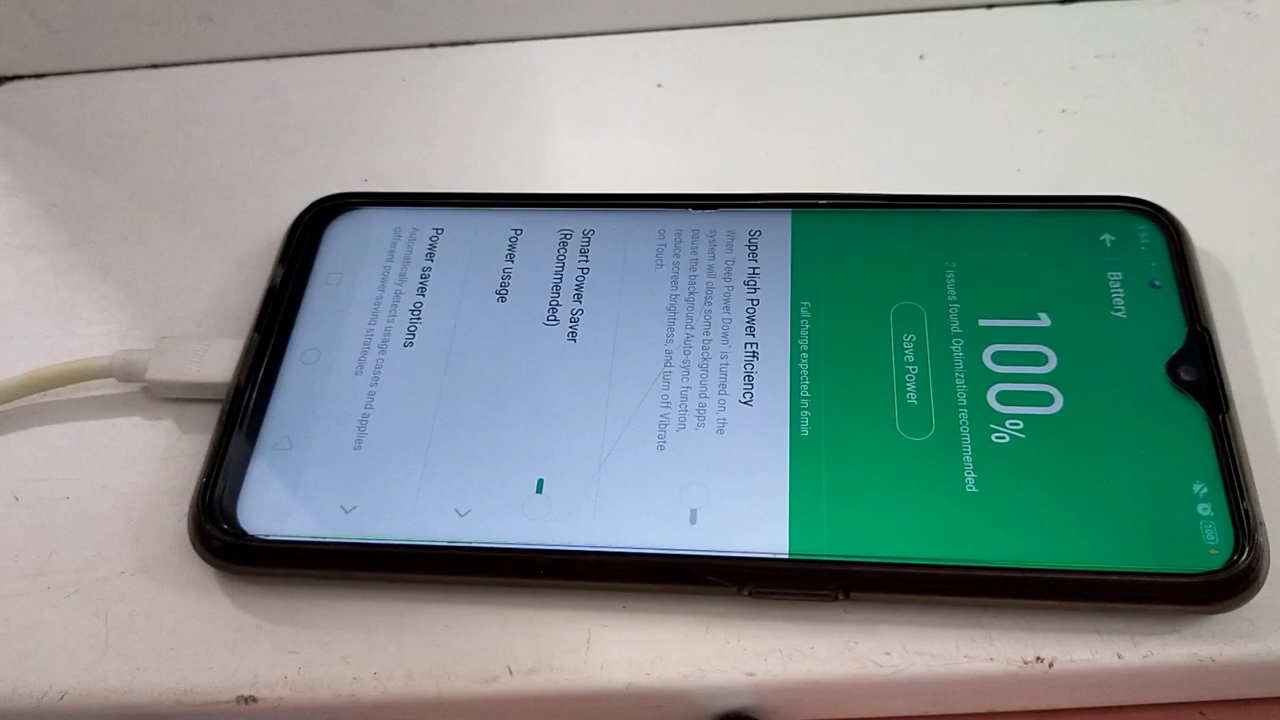 Battery
100%
2 issues found. Optimization recommended
Save Power
Full charge expected in 6min
Super High Power Efficiency
When "Deep Power Down" is turned on, the
system will close some background apps,
pause the background Auto-sync function,
reduce screen brightness, and turn off Vibrate
on Touch.
Smart Power Saver
(Recommended)
Power usage
Power saver options
Automatically detects usage cases and applies
different power-saving strategies
100